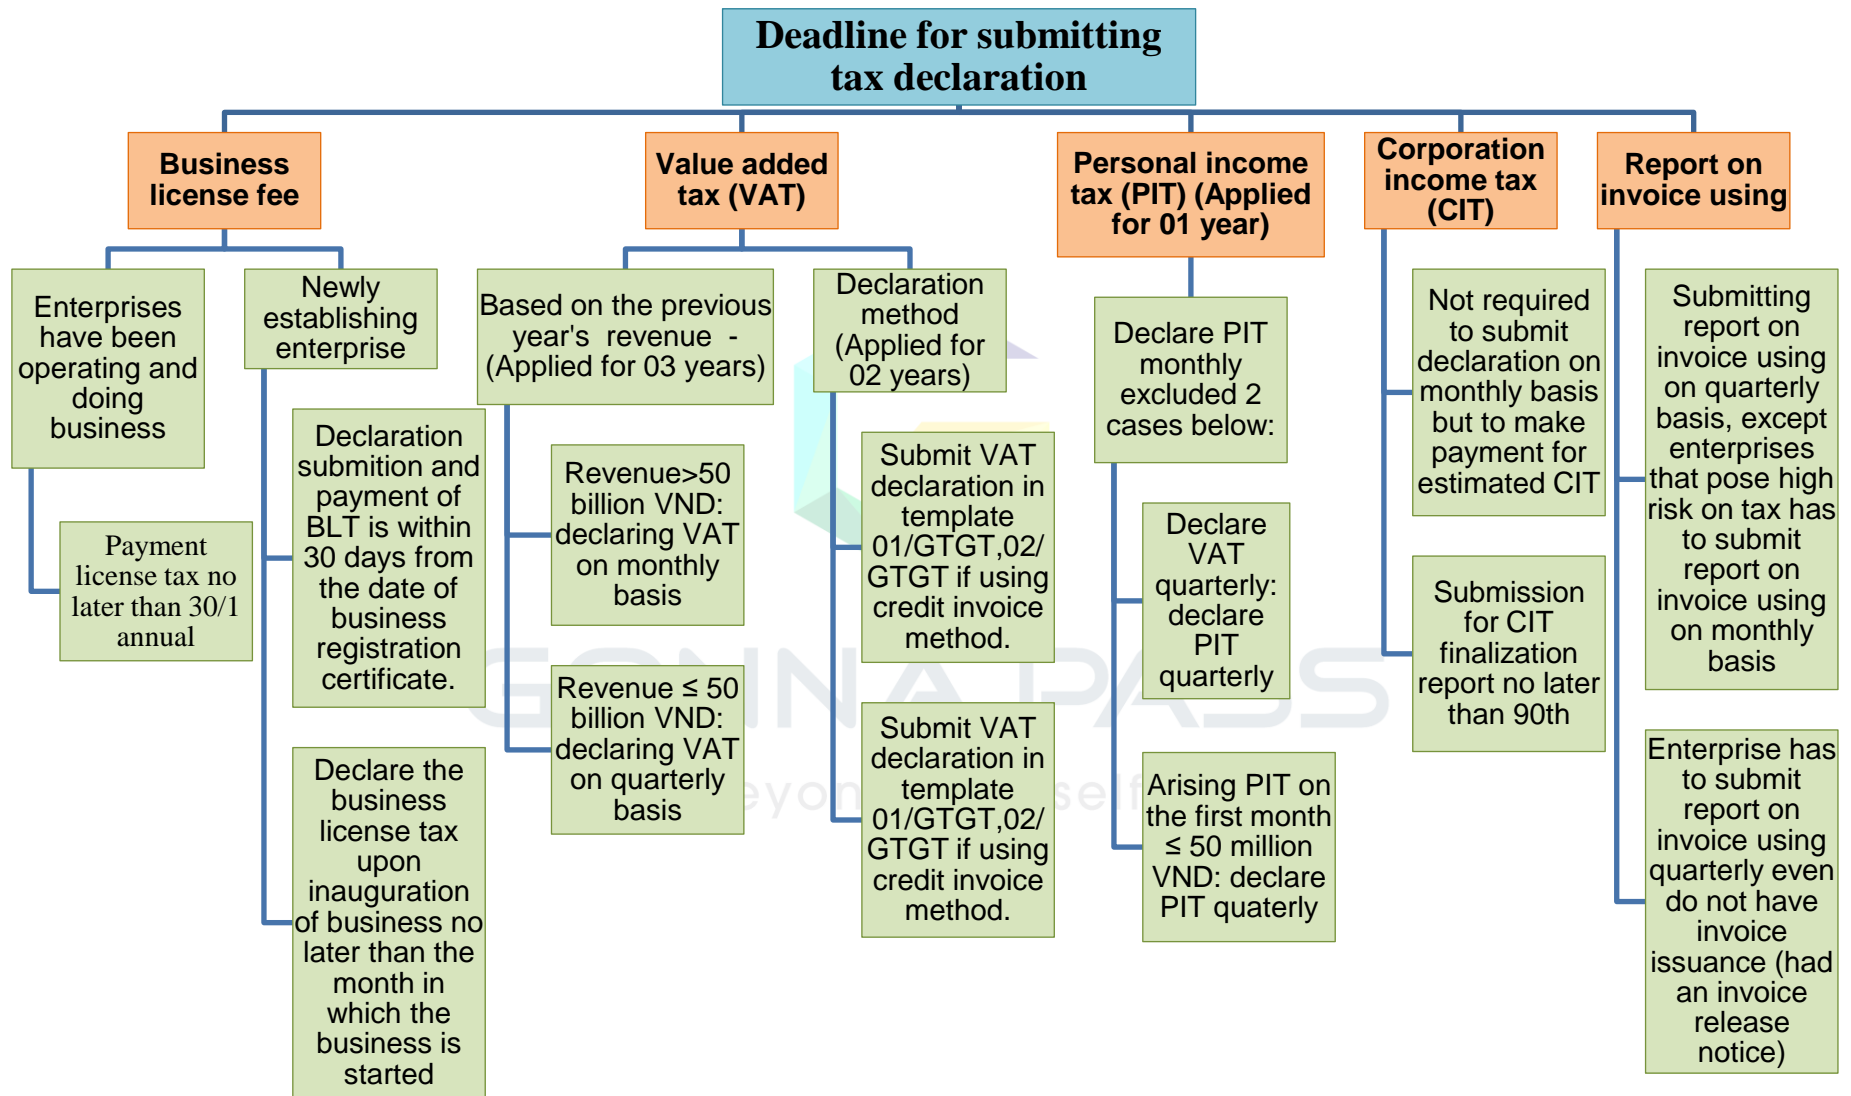 Deadline for submitting
tax declaration
Business
license fee
Enterprises
have been
operating and
doing
business
Payment
license tax no
later than 30/1
annual
Newly
establishing
enterprise
Declaration
submition and
payment of
BLT is within
30 days from
the date of
business
registration
certificate.
Declare the
business
license tax
upon
inauguration
of business no
later than the
month in
which the
business is
started
Value added
tax (VAT)
Based on the previous
year's revenue -
(Applied for 03 years)
Revenue>50
billion VND:
declaring VAT
on monthly
basis
Revenue ≤ 50
billion VND:
declaring VAT
on quarterly
basis
Declaration
method
(Applied for
02 years)
Submit VAT
declaration in
template
01/GTGT,02/
GTGT if using
credit invoice
method.
Submit VAT
declaration in
template
01/GTGT,02/
GTGT if using
credit invoice
method.
Personal income
tax (PIT) (Applied
for 01 year)
Declare PIT
monthly
excluded 2
cases below:
Declare
VAT
quarterly:
declare
PIT
quarterly
Arising PIT on
the first month
≤ 50 million
VND: declare
PIT quaterly
Corporation
income tax
(CIT)
Not required
to submit
declaration on
monthly basis
but to make
payment for
estimated CIT
Submission
for CIT
finalization
report no later
than 90th
Report on
invoice using
Submitting
report on
invoice using
on quarterly
basis, except
enterprises
that pose high
risk on tax has
to submit
report on
invoice using
on monthly
basis
Enterprise has
to submit
report on
invoice using
quarterly even
do not have
invoice
issuance (had
an invoice
release
notice)
GONNA PASS